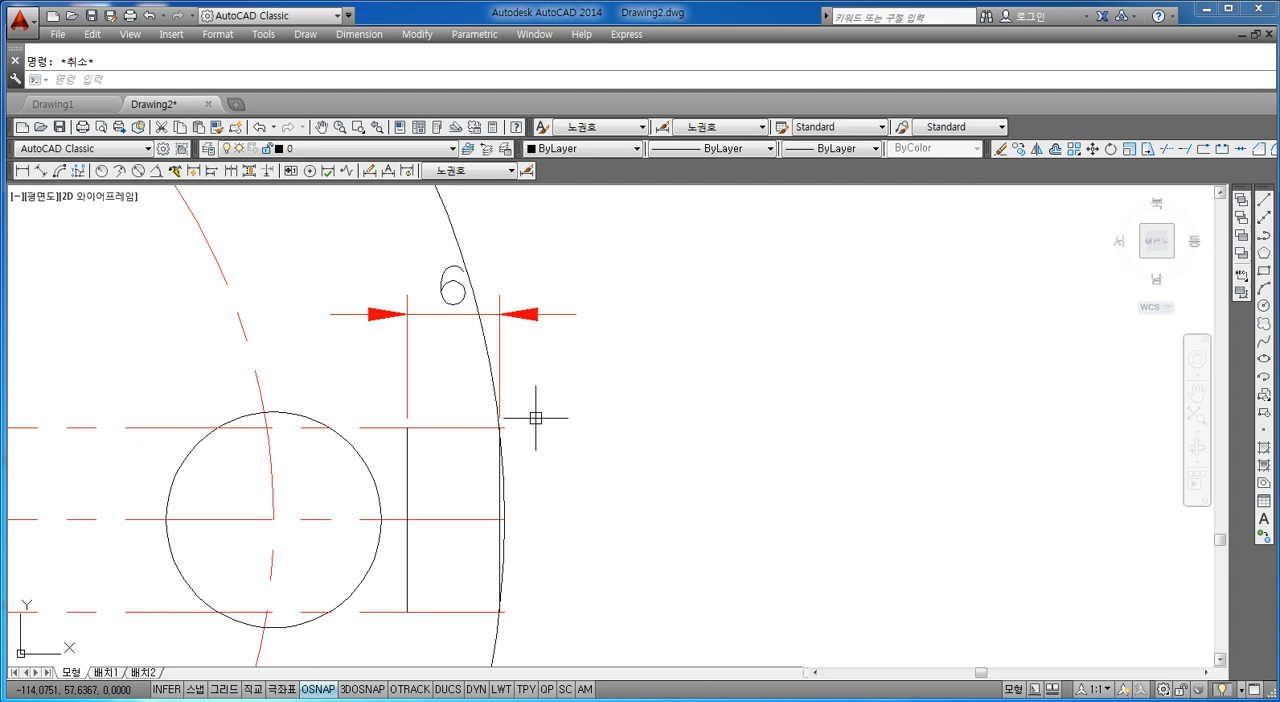 AutoCAD Classic
Autodesk AutoCAD 2014 Drawing2.dwg
키워드 또는 구절 입력
로그인
File Edit View Insert Format Tools Draw Dimension Modify Parametric Window Help Express
명령: *취소*
명령 입력
Drawing1 Drawing2*
노권호 노권호 Standard Standard
AutoCAD Classic 0 ByLayer ByLayer ByLayer ByColor
노권호
[−][평면도][2D 와이어프레임]
북
서 평면도 동
남
WCS
6
Y
X
모형 배치1 배치2
-114,0751, 57,6367, 0,0000 INFER 스냅 그리드 직교 극좌표 OSNAP 3DOSNAP OTRACK DUCS DYN LWT TPY QP SC AM 모형 1:1